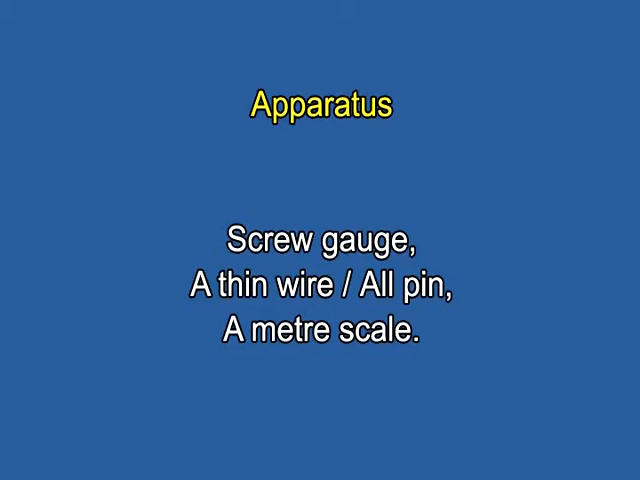 Apparatus
Screw gauge,
A thin wire / All pin,
A metre scale.